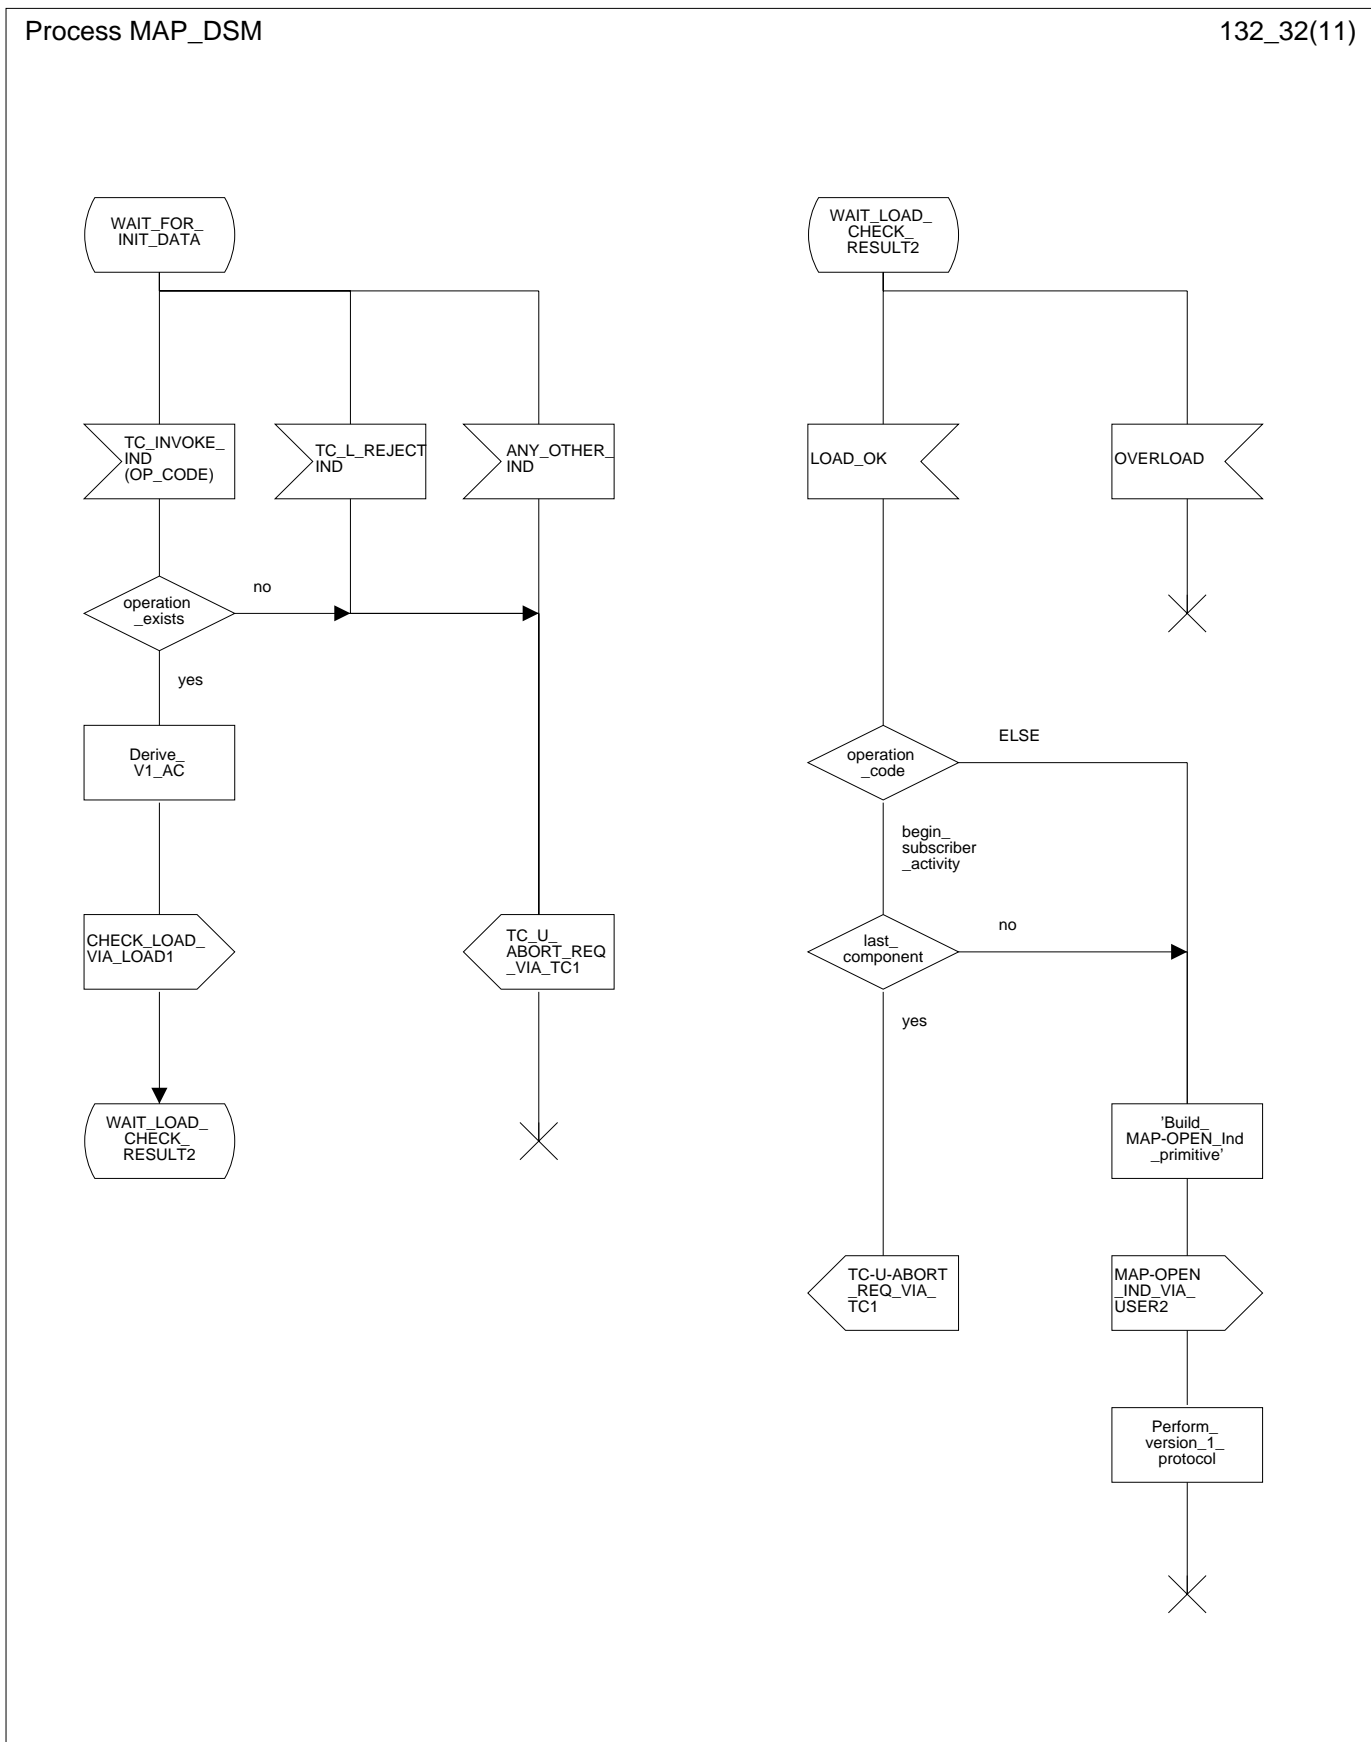 Process MAP_DSM
132_32(11)
WAIT_FOR_
INIT_DATA
TC_INVOKE_
IND
(OP_CODE)
TC_L_REJECT
IND
ANY_OTHER_
IND
operation
_exists
no
yes
Derive_
V1_AC
CHECK_LOAD_
VIA_LOAD1
TC_U_
ABORT_REQ
_VIA_TC1
WAIT_LOAD_
CHECK_
RESULT2
WAIT_LOAD_
CHECK_
RESULT2
LOAD_OK
OVERLOAD
operation
_code
ELSE
begin_
subscriber
_activity
last_
component
no
yes
'Build_
MAP-OPEN_Ind
_primitive'
TC-U-ABORT
_REQ_VIA_
TC1
MAP-OPEN
_IND_VIA_
USER2
Perform_
version_1_
protocol